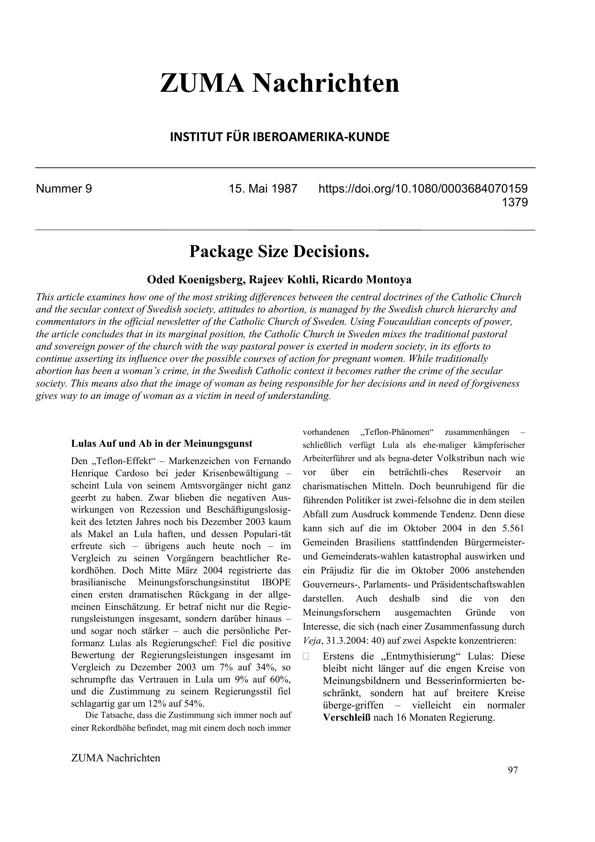 ZUMA Nachrichten
INSTITUT FÜR IBEROAMERIKA-KUNDE
Nummer 9 15. Mai 1987 https://doi.org/10.1080/0003684070159
1379
Package Size Decisions.
Oded Koenigsberg, Rajeev Kohli, Ricardo Montoya
This article examines how one of the most striking differences between the central doctrines of the Catholic Church
and the secular context of Swedish society, attitudes to abortion, is managed by the Swedish church hierarchy and
commentators in the official newsletter of the Catholic Church of Sweden. Using Foucauldian concepts of power,
the article concludes that in its marginal position, the Catholic Church in Sweden mixes the traditional pastoral
and sovereign power of the church with the way pastoral power is exerted in modern society, in its efforts to
continue asserting its influence over the possible courses of action for pregnant women. While traditionally
abortion has been a woman's crime, in the Swedish Catholic context it becomes rather the crime of the secular
society. This means also that the image of woman as being responsible for her decisions and in need of forgiveness
gives way to an image of woman as a victim in need of understanding.
Lulas Auf und Ab in der Meinungsgunst
Den „Teflon-Effekt“ – Markenzeichen von Fernando
Henrique Cardoso bei jeder Krisenbewältigung –
scheint Lula von seinem Amtsvorgänger nicht ganz
geerbt zu haben. Zwar blieben die negativen Aus-
wirkungen von Rezession und Beschäftigungslosig-
keit des letzten Jahres noch bis Dezember 2003 kaum
als Makel an Lula haften, und dessen Populari-tät
erfreute sich – übrigens auch heute noch – im
Vergleich zu seinen Vorgängern beachtlicher Re-
kordhöhen. Doch Mitte März 2004 registrierte das
brasilianische Meinungsforschungsinstitut IBOPE
einen ersten dramatischen Rückgang in der allge-
meinen Einschätzung. Er betraf nicht nur die Regie-
rungsleistungen insgesamt, sondern darüber hinaus –
und sogar noch stärker – auch die persönliche Per-
formanz Lulas als Regierungschef: Fiel die positive
Bewertung der Regierungsleistungen insgesamt im
Vergleich zu Dezember 2003 um 7% auf 34%, so
schrumpfte das Vertrauen in Lula um 9% auf 60%,
und die Zustimmung zu seinem Regierungsstil fiel
schlagartig gar um 12% auf 54%.
Die Tatsache, dass die Zustimmung sich immer noch auf
einer Rekordhöhe befindet, mag mit einem doch noch immer
vorhandenen „Teflon-Phänomen“ zusammenhängen –
schließlich verfügt Lula als ehe-maliger kämpferischer
Arbeiterführer und als begna-deter Volkstribun nach wie
vor über ein beträchtli-ches Reservoir an
charismatischen Mitteln. Doch beunruhigend für die
führenden Politiker ist zwei-felsohne die in dem steilen
Abfall zum Ausdruck kommende Tendenz. Denn diese
kann sich auf die im Oktober 2004 in den 5.561
Gemeinden Brasiliens stattfindenden Bürgermeister-
und Gemeinderats-wahlen katastrophal auswirken und
ein Präjudiz für die im Oktober 2006 anstehenden
Gouverneurs-, Parlaments- und Präsidentschaftswahlen
darstellen. Auch deshalb sind die von den
Meinungsforschern ausgemachten Gründe von
Interesse, die sich (nach einer Zusammenfassung durch
Veja, 31.3.2004: 40) auf zwei Aspekte konzentrieren:
Erstens die „Entmythisierung“ Lulas: Diese
bleibt nicht länger auf die engen Kreise von
Meinungsbildnern und Besserinformierten be-
schränkt, sondern hat auf breitere Kreise
überge-griffen – vielleicht ein normaler
Verschleiß nach 16 Monaten Regierung.
ZUMA Nachrichten
97